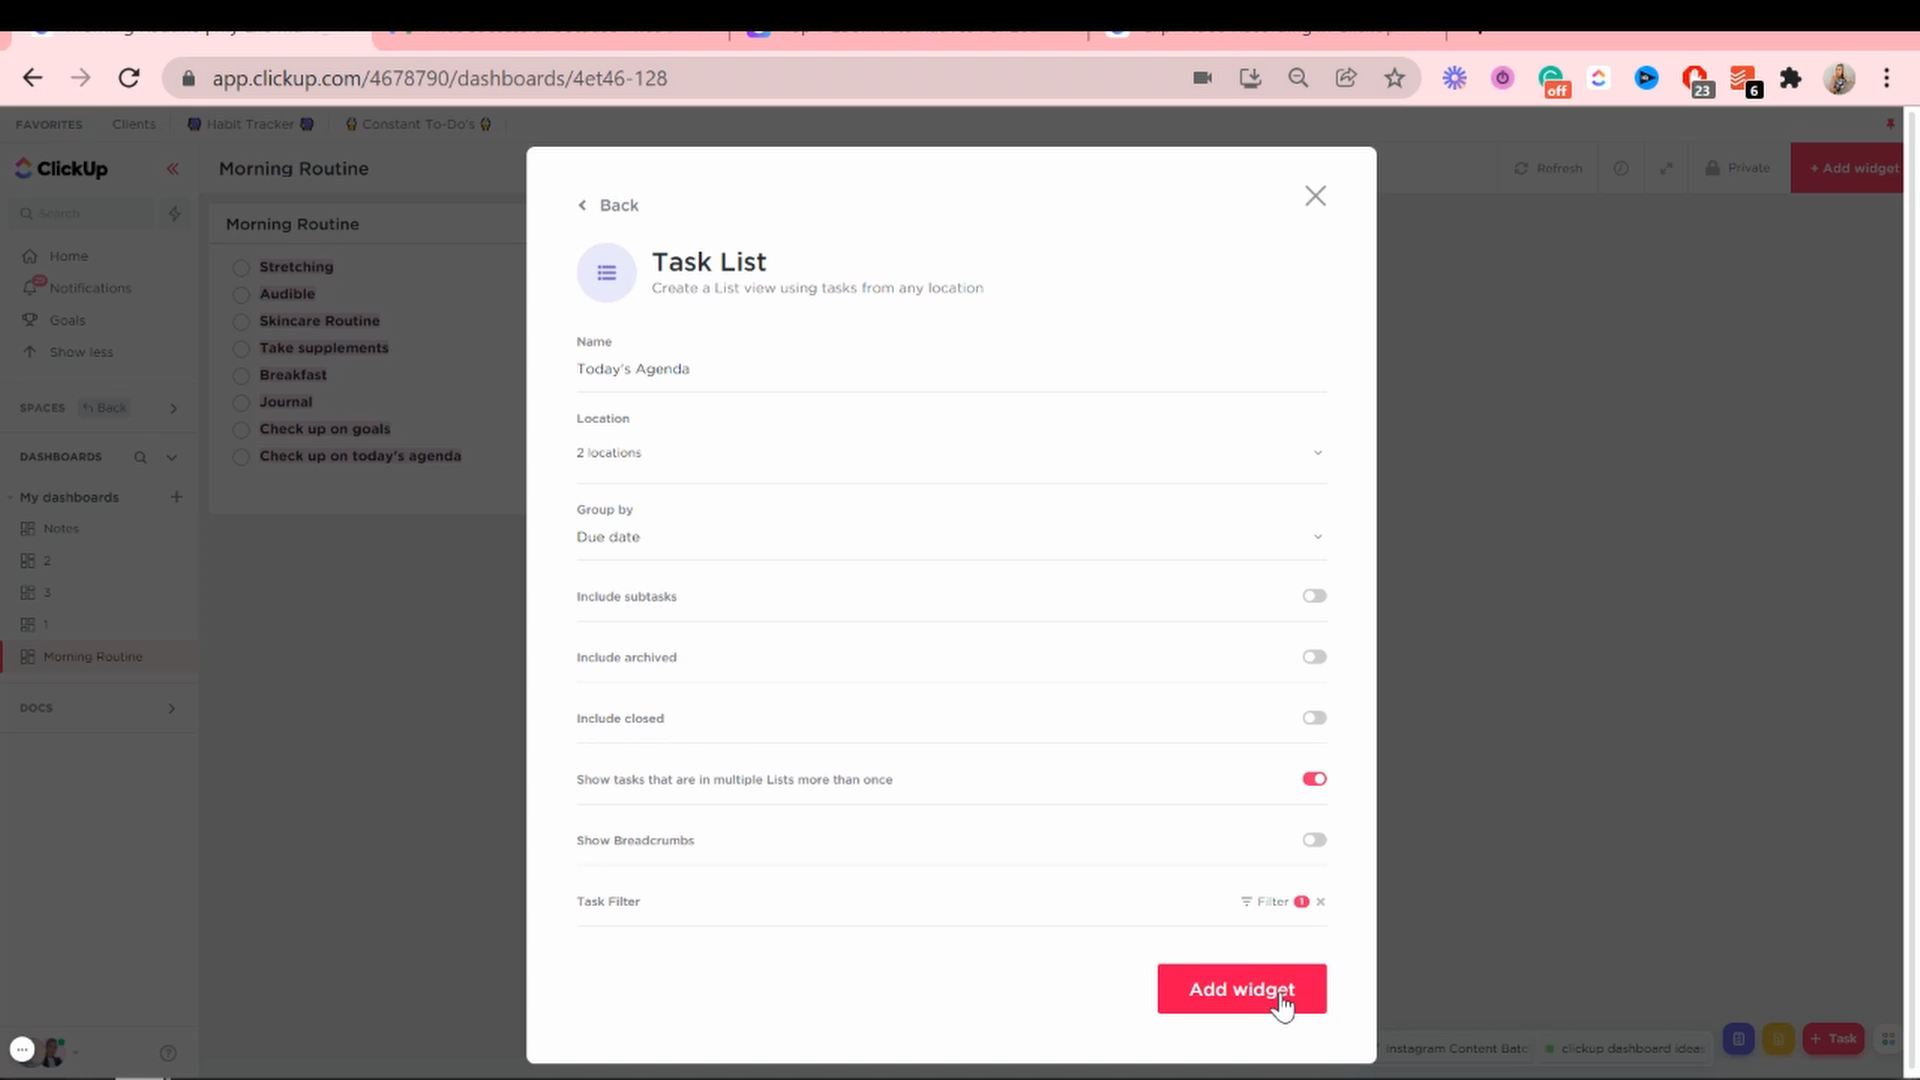 app.clickup.com/4678790/dashboards/4et46-128
off
23
6
FAVORITES
Clients
Habit Tracker
Constant To-Do's
ClickUp
Morning Routine
Refresh
Private
+ Add widget
Search
Home
Notifications
Goals
Show less
SPACES
Back
DASHBOARDS
My dashboards
Notes
2
3
1
Morning Routine
DOCS
Morning Routine
Stretching
Audible
Skincare Routine
Take supplements
Breakfast
Journal
Check up on goals
Check up on today's agenda
Back
Task List
Create a List view using tasks from any location
Name
Today's Agenda
Location
2 locations
Group by
Due date
Include subtasks
Include archived
Include closed
Show tasks that are in multiple Lists more than once
Show Breadcrumbs
Task Filter
Filter 1
Add widget
Instagram Content Batc
clickup dashboard ideas
+ Task